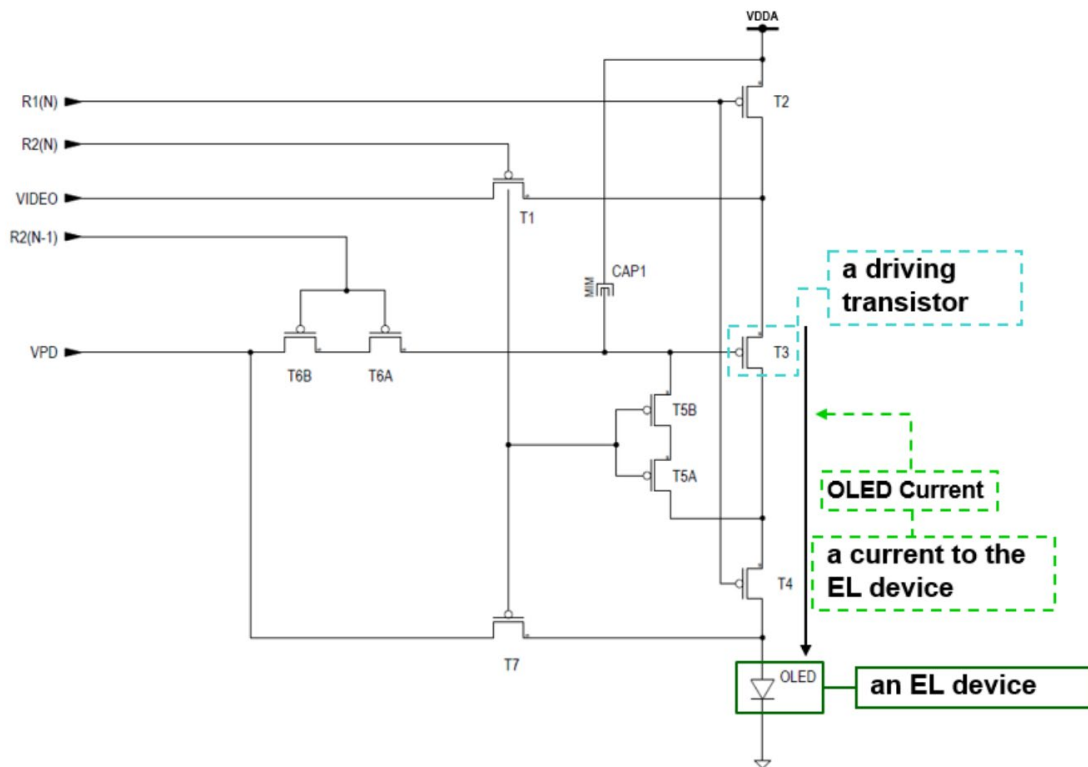 VDDA
R1(N)
T2
R2(N)
VIDEO
T1
R2(N-1)
CAP1
MIM
a driving
transistor
VPD
T3
T6B
T6A
T5B
T5A
OLED Current
a current to the
EL device
T4
T7
OLED
an EL device